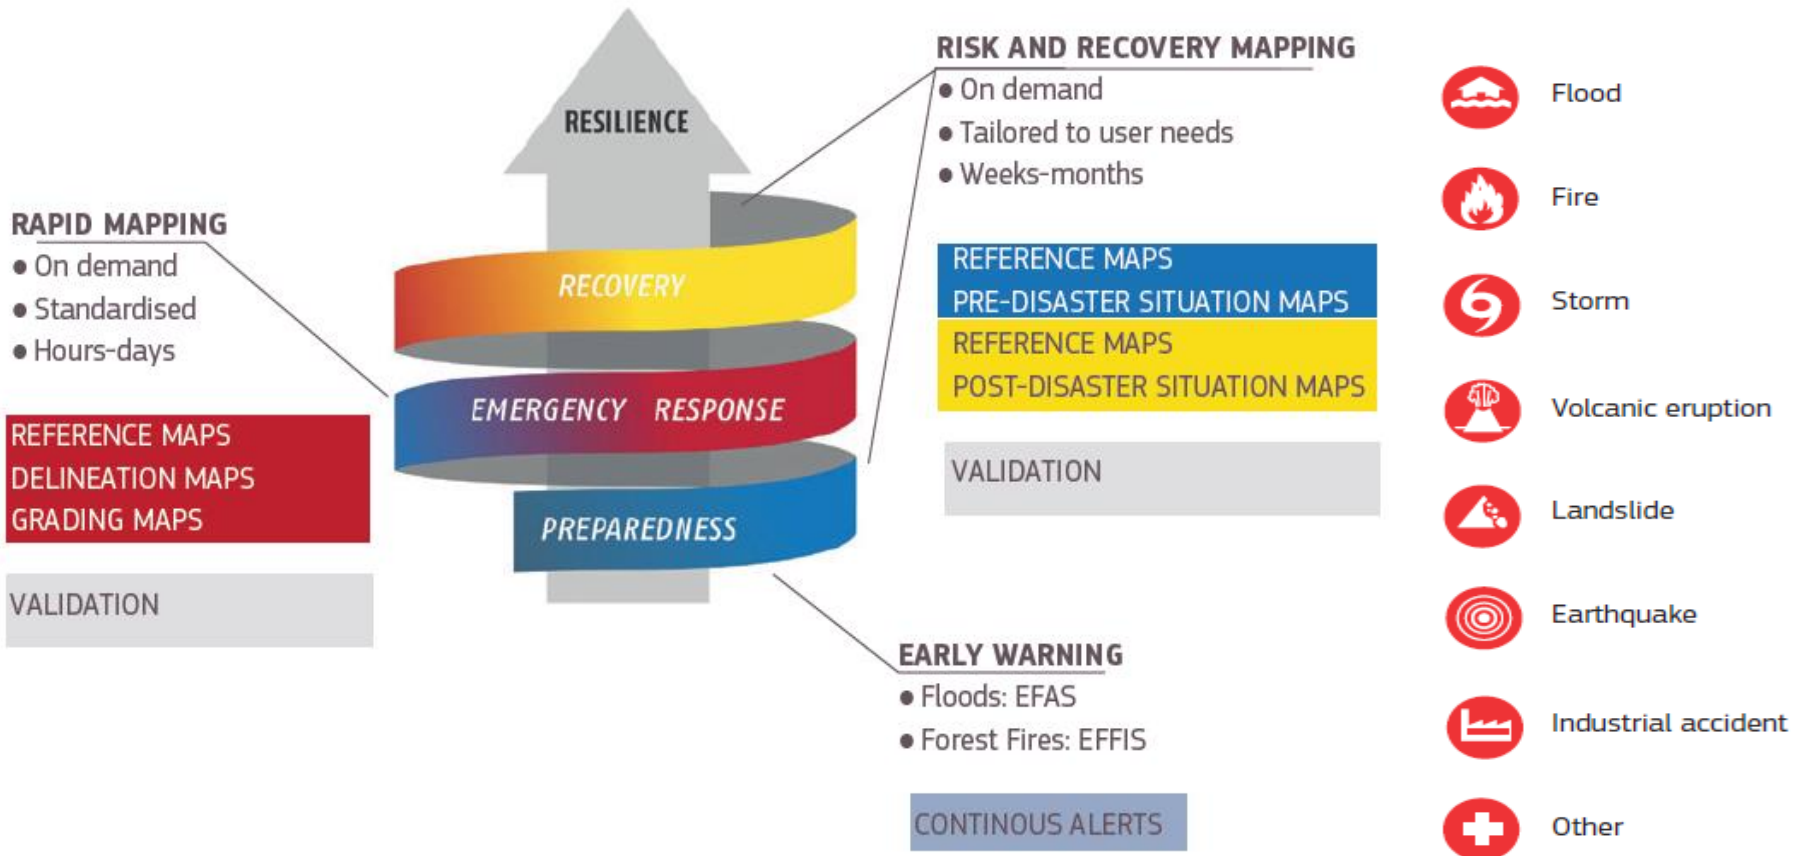 RESILIENCE
RECOVERY
EMERGENCY RESPONSE
PREPAREDNESS
RAPID MAPPING
● On demand
● Standardised
● Hours-days
REFERENCE MAPS
DELINEATION MAPS
GRADING MAPS
VALIDATION
RISK AND RECOVERY MAPPING
● On demand
● Tailored to user needs
● Weeks-months
REFERENCE MAPS
PRE-DISASTER SITUATION MAPS
REFERENCE MAPS
POST-DISASTER SITUATION MAPS
VALIDATION
EARLY WARNING
● Floods: EFAS
● Forest Fires: EFFIS
CONTINOUS ALERTS
Flood
Fire
Storm
Volcanic eruption
Landslide
Earthquake
Industrial accident
Other